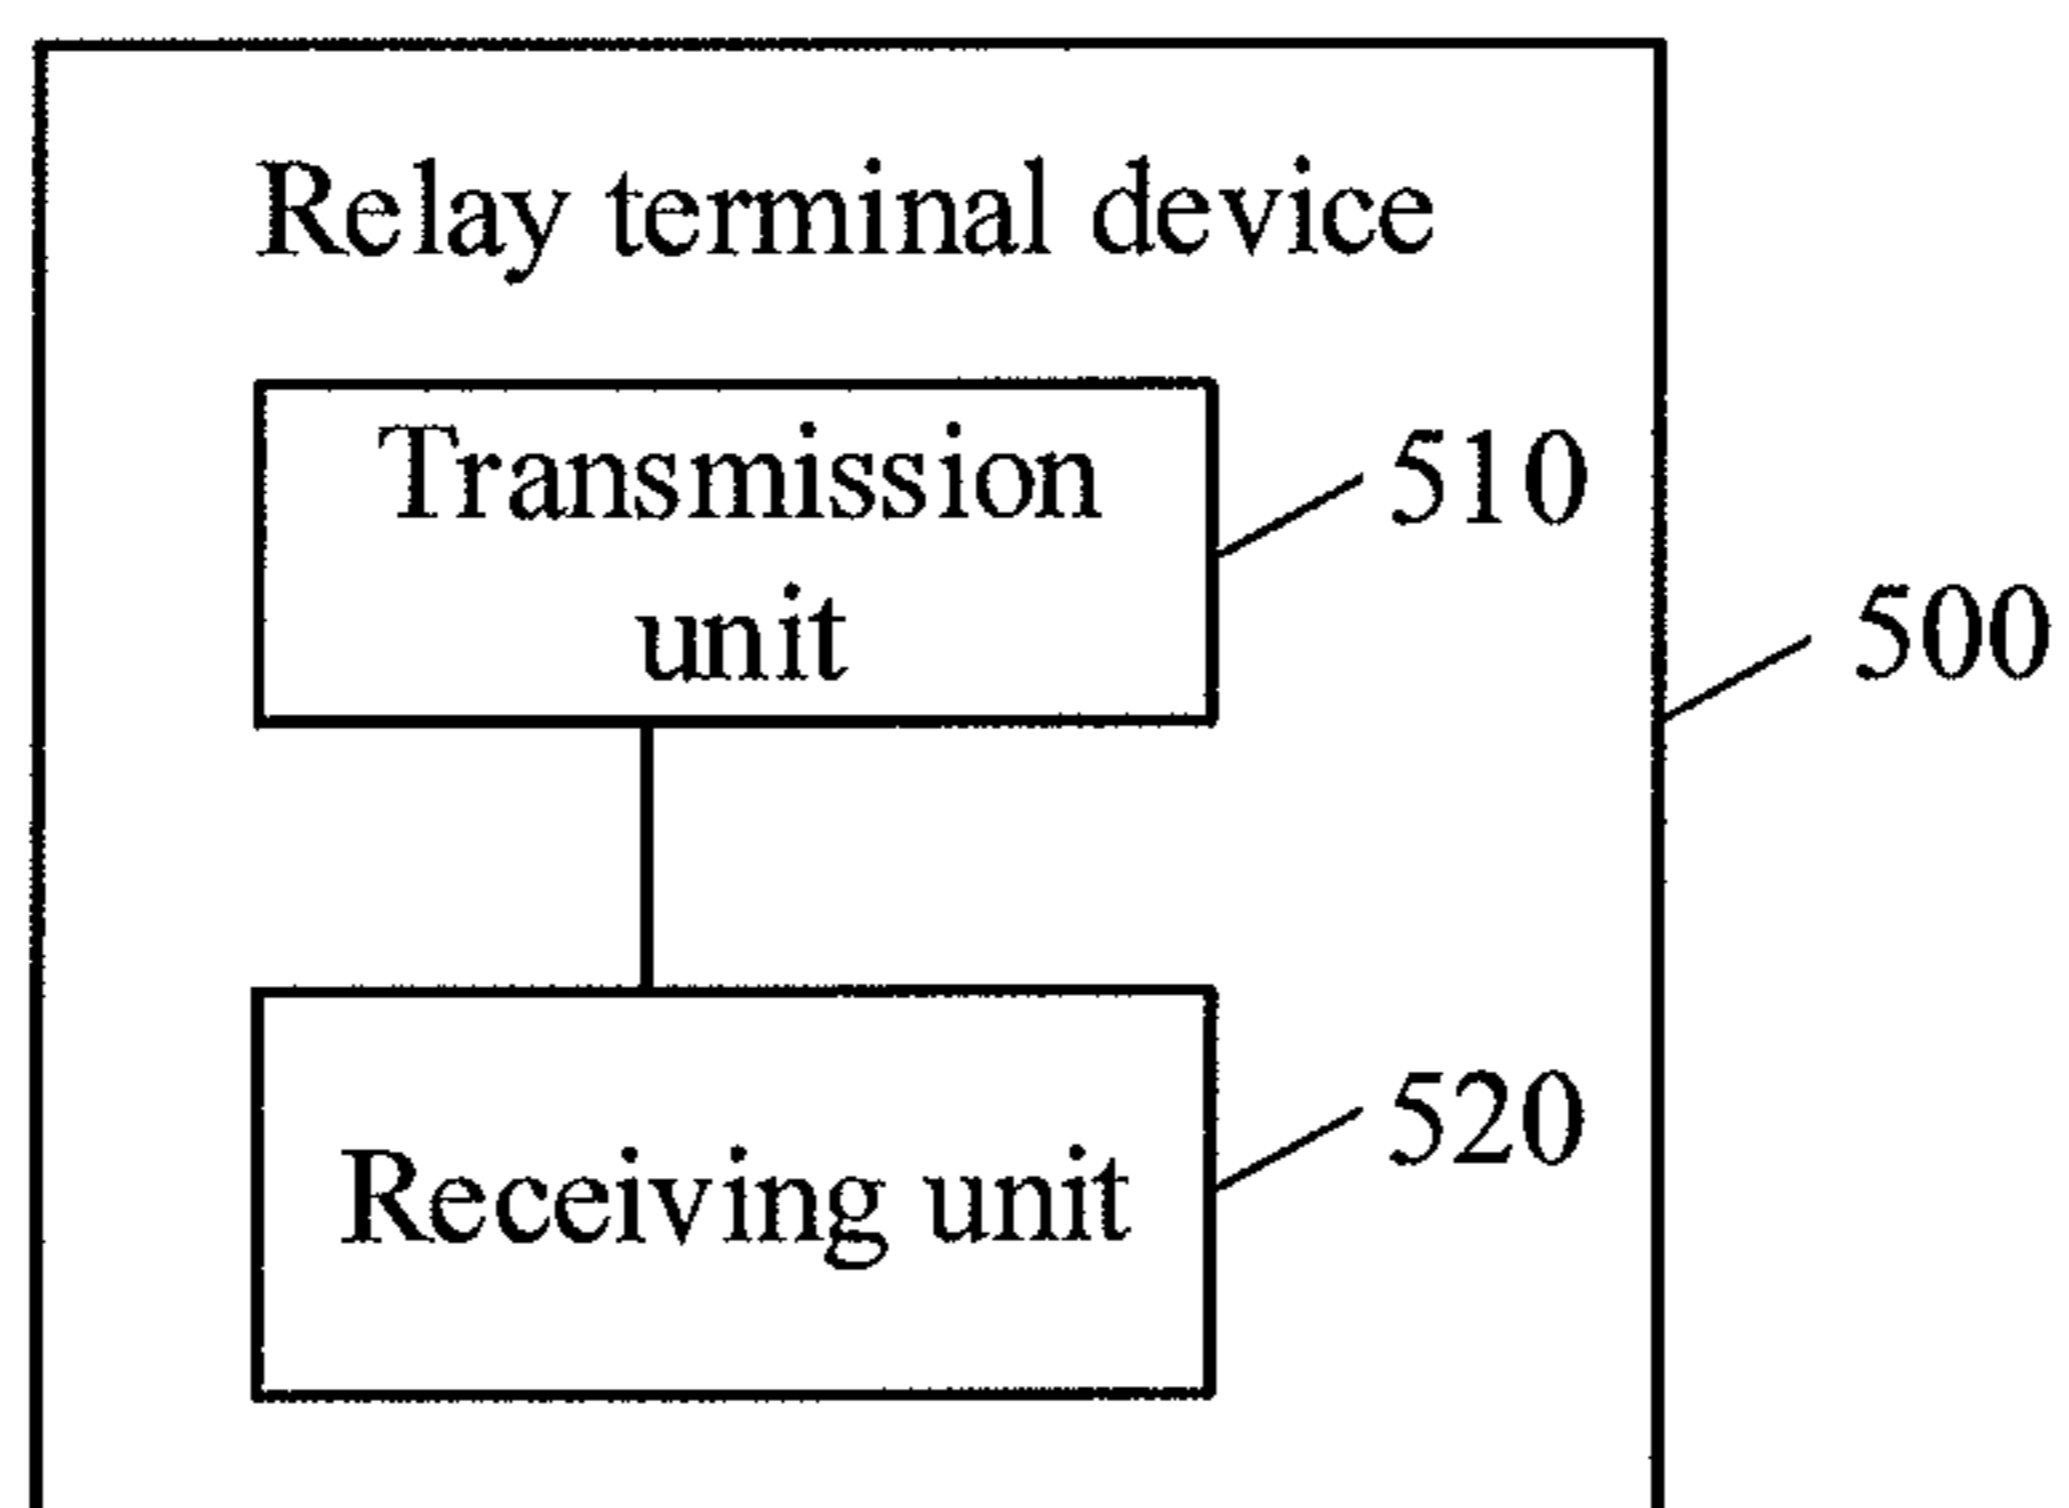 Relay terminal device
Transmission
unit
510
500
Receiving unit
520